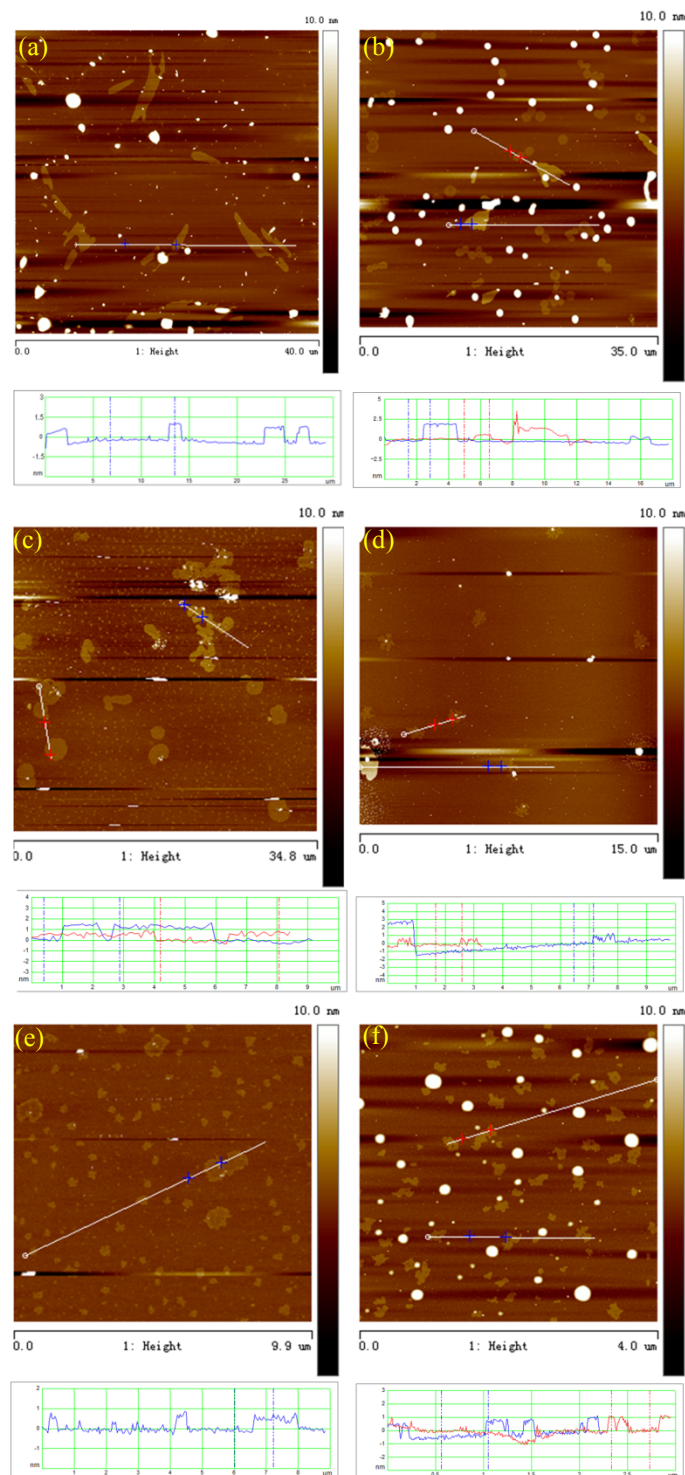 10.0 nm
(a)
0.0 1: Height 40.0 um
3
1.5
0
-1.5
nm
5 10 15 20 25 um
10.0 nm
(b)
0.0 1: Height 35.0 um
5
2.5
0
-2.5
nm
2 4 6 8 10 12 14 16 um
10.0 nm
(c)
0.0 1: Height 34.8 um
4
3
2
1
0
-1
-2
-3
nm
1 2 3 4 5 6 7 8 9 um
10.0 nm
(d)
0.0 1: Height 15.0 um
5
4
3
2
1
0
-1
-2
-3
nm
1 2 3 4 5 6 7 8 9 um
10.0 nm
(e)
0.0 1: Height 9.9 um
2
1
0
-1
nm
1 2 3 4 5 6 7 8 um
10.0 nm
(f)
0.0 1: Height 4.0 um
3
2
1
0
-1
-2
nm
0.5 1.0 1.5 2.0 2.5 um